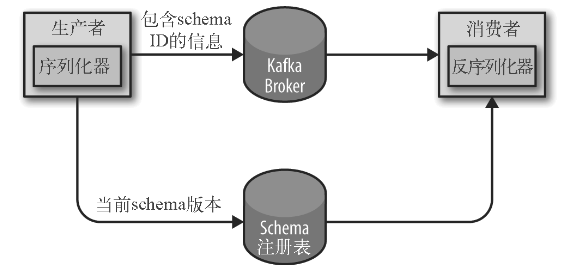 生产者
序列化器
包含schema
ID的信息
Kafka
Broker
消费者
反序列化器
当前schema版本
Schema
注册表